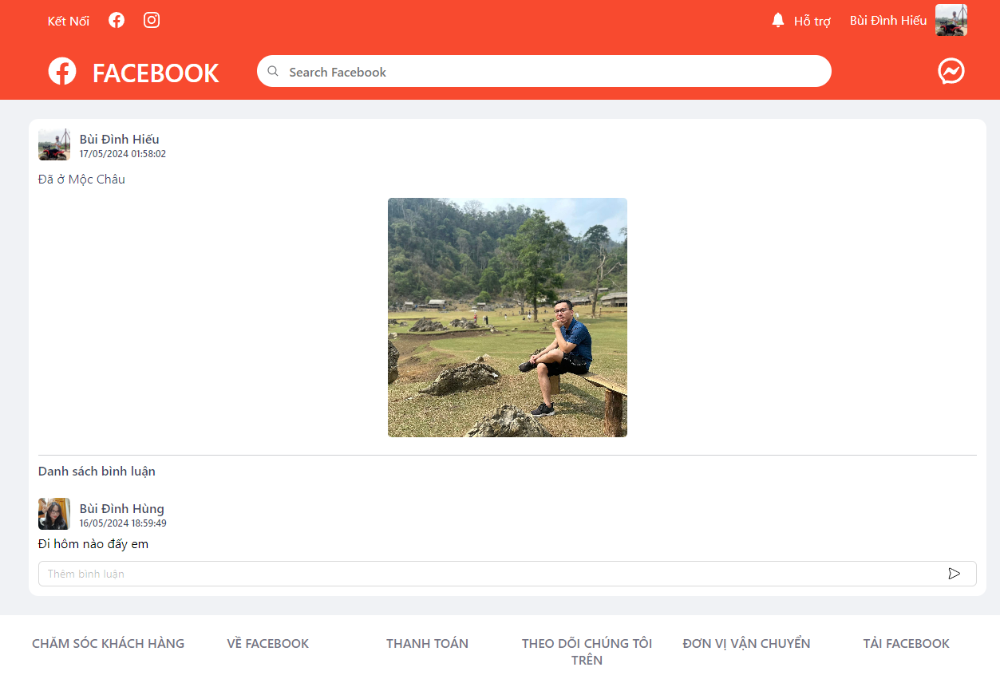 Kết Nối
Hỗ trợ
Bùi Đình Hiếu
FACEBOOK
Search Facebook
Bùi Đình Hiếu
17/05/2024 01:58:02
Đã ở Mộc Châu
Danh sách bình luận
Bùi Đình Hùng
16/05/2024 18:59:49
Đi hôm nào đấy em
Thêm bình luận
CHĂM SÓC KHÁCH HÀNG
VỀ FACEBOOK
THANH TOÁN
THEO DÕI CHÚNG TÔI
TRÊN
ĐƠN VỊ VẬN CHUYỂN
TẢI FACEBOOK